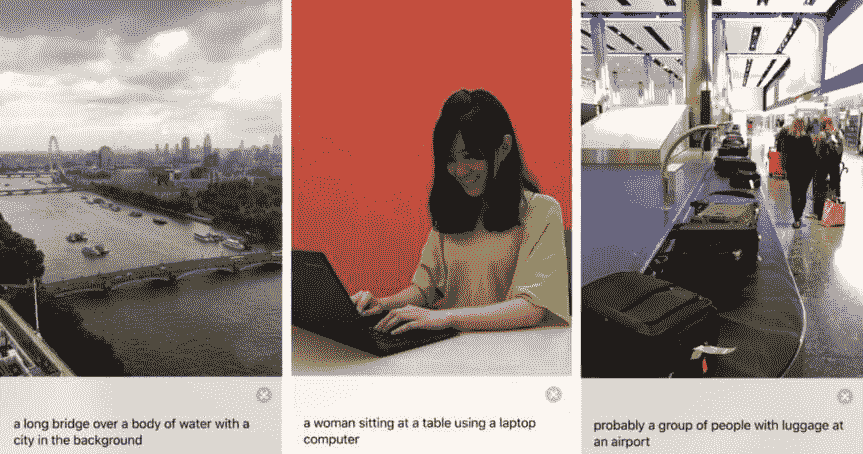 a long bridge over a body of water with a
city in the background
a woman sitting at a table using a laptop
computer
probably a group of people with luggage at
an airport